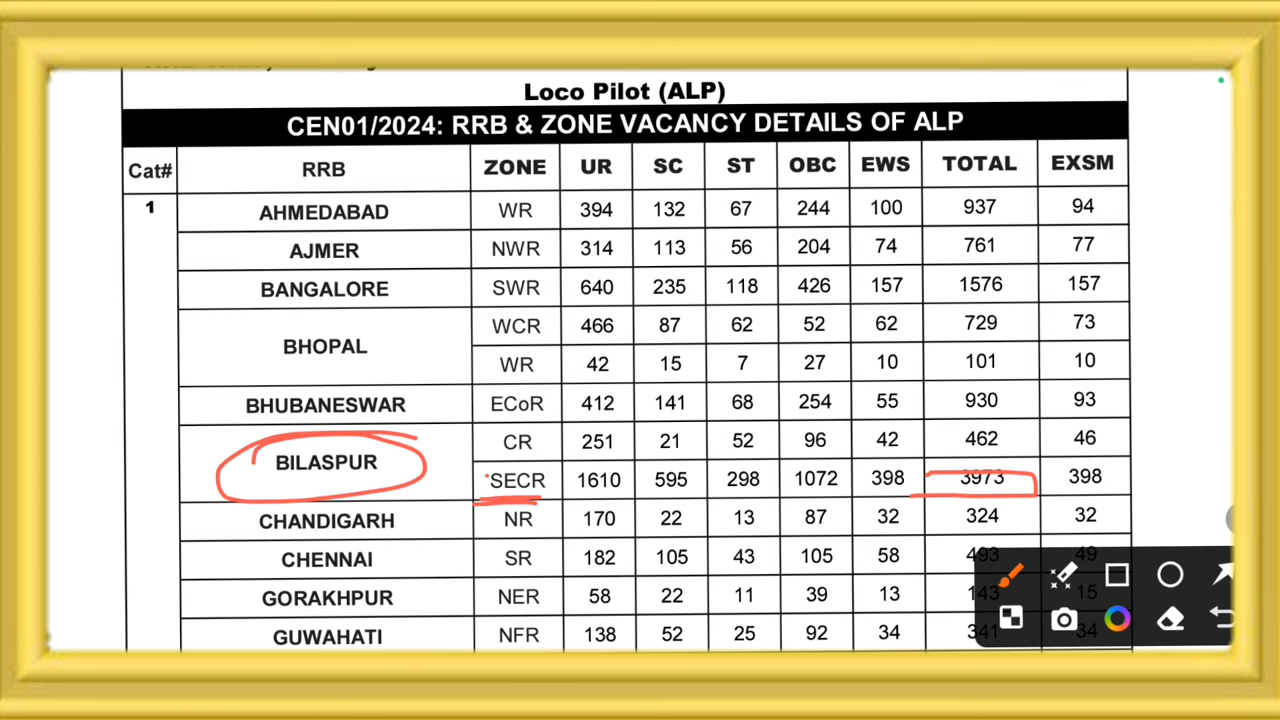 Loco Pilot (ALP)
CEN01/2024: RRB & ZONE VACANCY DETAILS OF ALP
Cat# RRB ZONE UR SC ST OBC EWS TOTAL EXSM
1 AHMEDABAD WR 394 132 67 244 100 937 94
AJMER NWR 314 113 56 204 74 761 77
BANGALORE SWR 640 235 118 426 157 1576 157
BHOPAL WCR 466 87 62 52 62 729 73
WR 42 15 7 27 10 101 10
BHUBANESWAR ECoR 412 141 68 254 55 930 93
BILASPUR CR 251 21 52 96 42 462 46
SECR 1610 595 298 1072 398 3973 398
CHANDIGARH NR 170 22 13 87 32 324 32
CHENNAI SR 182 105 43 105 58 493 49
GORAKHPUR NER 58 22 11 39 13 143 15
GUWAHATI NFR 138 52 25 92 34 341 34